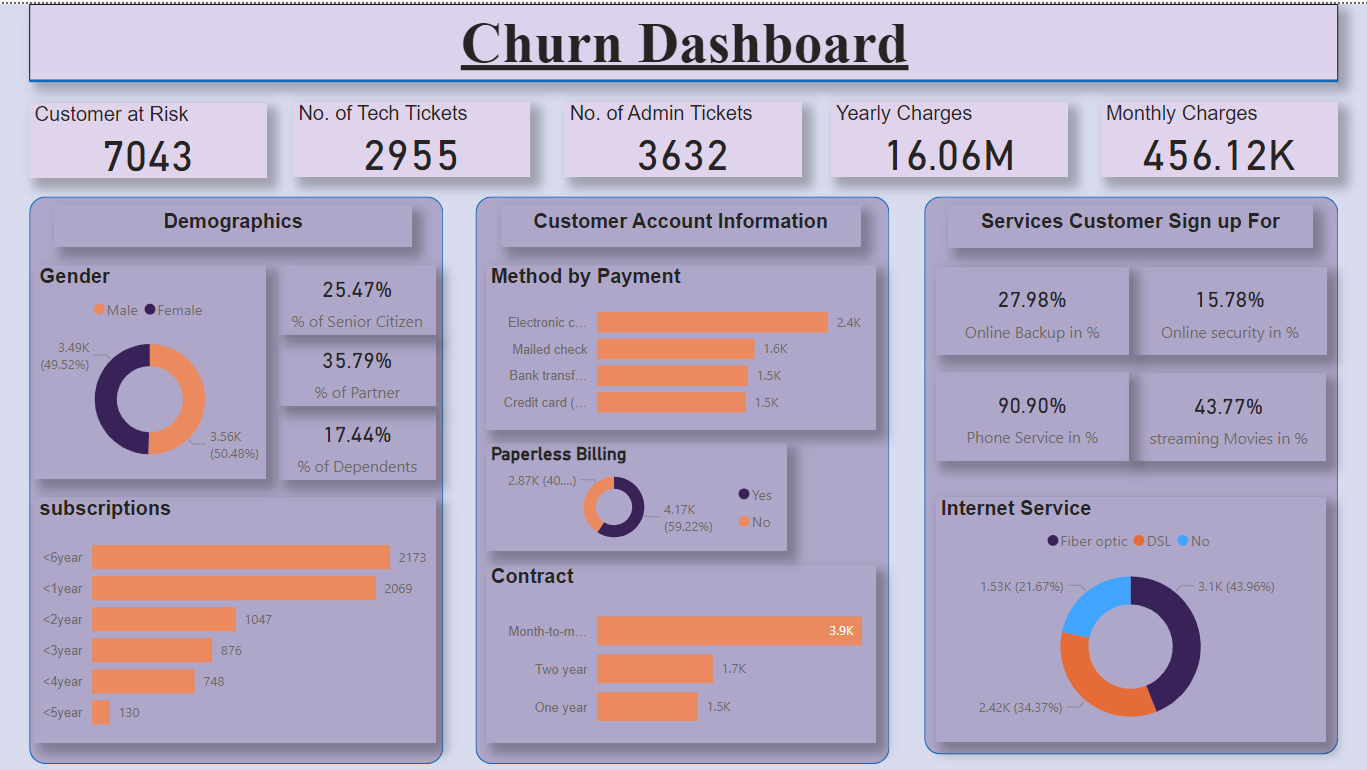 Churn Dashboard
Customer at Risk
7043
No. of Tech Tickets
2955
No. of Admin Tickets
3632
Yearly Charges
16.06M
Monthly Charges
456.12K
Demographics
Gender
Male Female
3.49K
(49.52%)
3.56K
(50.48%)
25.47%
% of Senior Citizen
35.79%
% of Partner
17.44%
% of Dependents
subscriptions
<6year 2173
<1year 2069
<2year 1047
<3year 876
<4year 748
<5year 130
Customer Account Information
Method by Payment
Electronic c... 2.4K
Mailed check 1.6K
Bank transf... 1.5K
Credit card (... 1.5K
Paperless Billing
2.87K (40....)
4.17K
(59.22%)
Yes
No
Contract
Month-to-m... 3.9K
Two year 1.7K
One year 1.5K
Services Customer Sign up For
27.98%
Online Backup in %
15.78%
Online security in %
90.90%
Phone Service in %
43.77%
streaming Movies in %
Internet Service
Fiber optic DSL No
1.53K (21.67%)
3.1K (43.96%)
2.42K (34.37%)